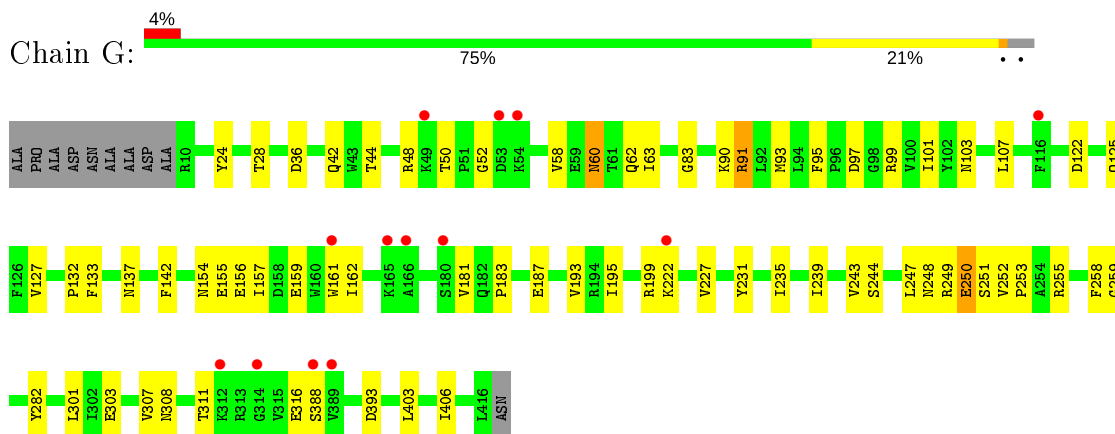 4%
Chain G:
75%
21%
ALA PRO ALA ASP ASN ALA ALA ASP ALA R10 Y24 T28 D36 Q42 W43 T44 R48 K49 T50 P51 G52 D53 K54 V58 E59 N60 T61 Q62 I63 G83 K90 R91 L92 M93 L94 F95 P96 D97 G98 R99 V100 I101 Y102 N103 L107 F116 D122
F126 V127 P132 F133 N137 F142 N154 E155 E156 I157 D158 E159 W160 W161 I162 K165 A166 S180 V181 Q182 P183 E187 V193 R194 I195 R199 K222 V227 Y231 I235 I239 V243 S244 L247 N248 R249 E250 S251 V252 P253 A254 R255 F258
Y282 L301 I302 E303 V307 N308 T311 K312 R313 G314 V315 E316 S388 V389 D393 L403 I406 L416 ASN